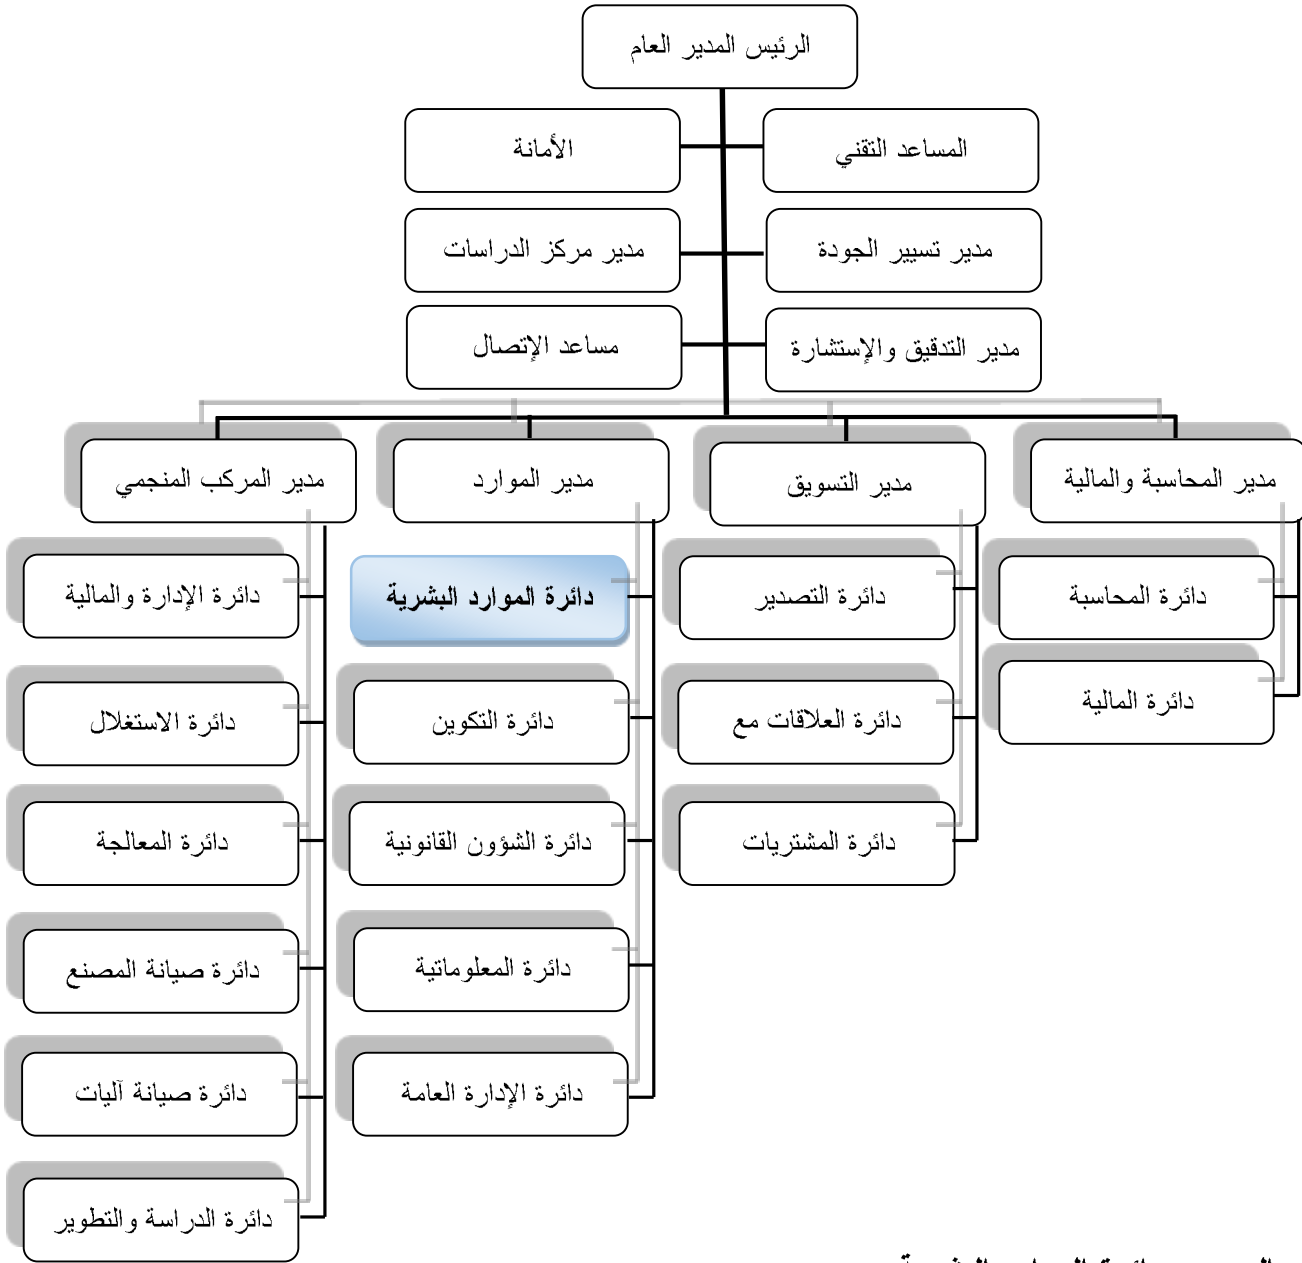 الرئيس المدير العام
المساعد التقني
الأمانة
مدير تسيير الجودة
مدير مركز الدراسات
مدير التدقيق والإستشارة
مساعد الإتصال
مدير المحاسبة والمالية
مدير التسويق
مدير الموارد
مدير المركب المنجمي
دائرة المحاسبة
دائرة التصدير
دائرة الموارد البشرية
دائرة الإدارة والمالية
دائرة المالية
دائرة العلاقات مع
دائرة التكوين
دائرة الاستغلال
دائرة المشتريات
دائرة الشؤون القانونية
دائرة المعالجة
دائرة المعلوماتية
دائرة صيانة المصنع
دائرة الإدارة العامة
دائرة صيانة آليات
دائرة الدراسة والتطوير